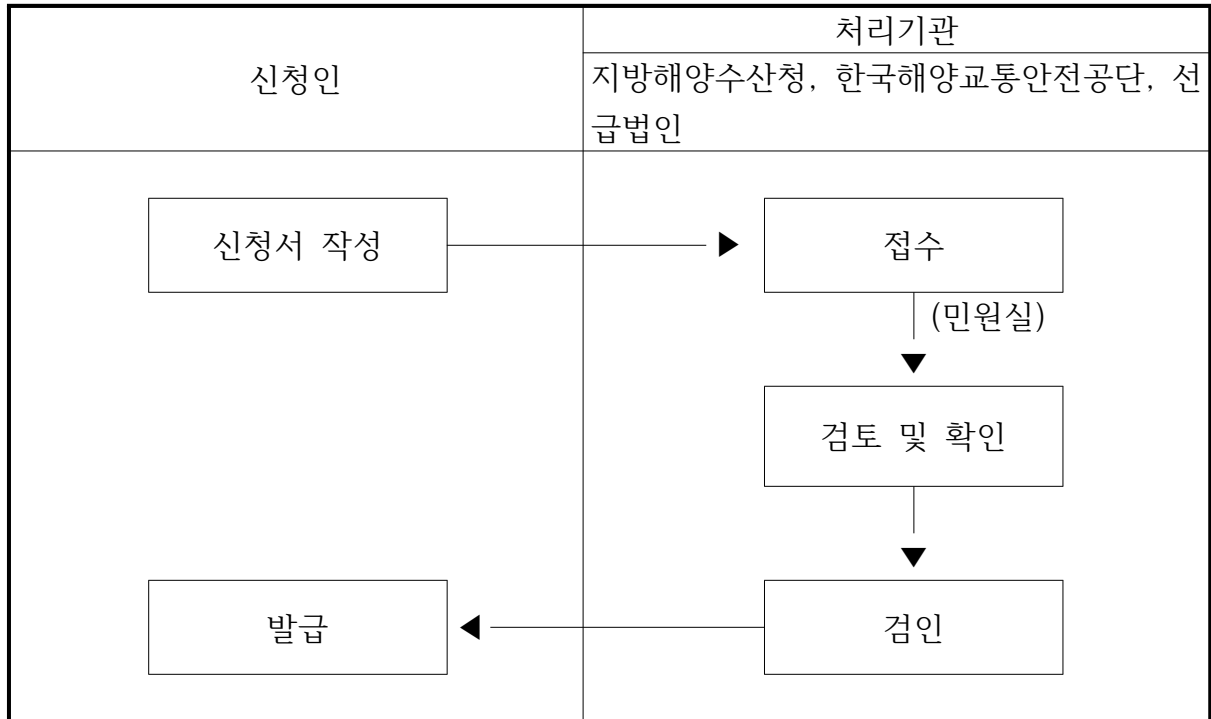 처리기관
신청인
지방해양수산청, 한국해양교통안전공단, 선
급법인
신청서 작성
접수
(민원실)
검토 및 확인
발급
검인